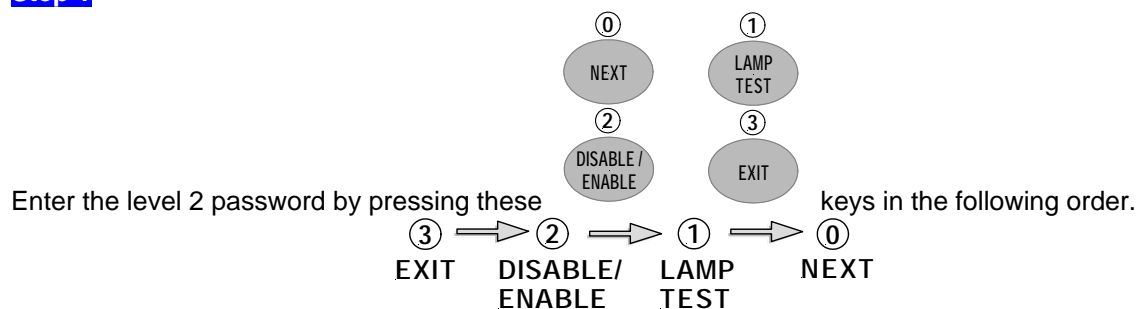 0 1
NEXT LAMP
TEST
2 3
DISABLE / ENABLE EXIT
Enter the level 2 password by pressing these keys in the following order.
3 2 1 0
EXIT DISABLE/ LAMP NEXT
ENABLE TEST